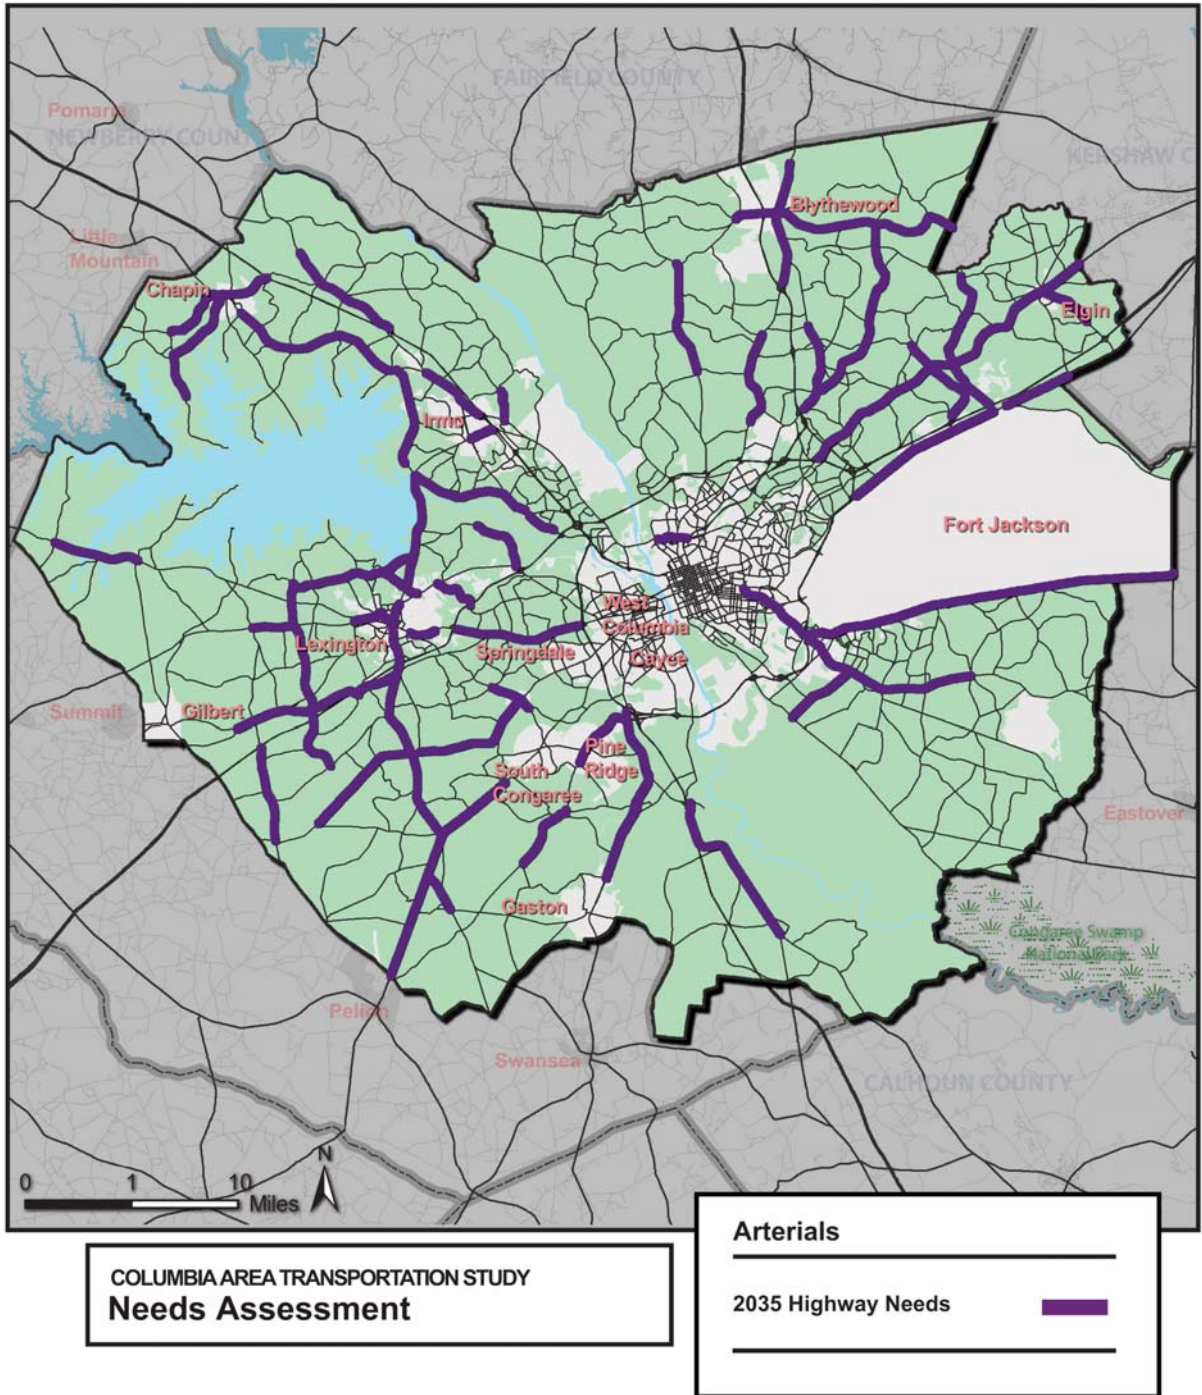 FAIRFIELD COUNTY
Pomaria
NEWBERRY COUNTY
KERSHAW C
Blythewood
Little
Mountain
Chapin
Elgin
Irmo
Fort Jackson
West
Columbia
Lexington
Springdale
Cayce
Summit
Gilbert
Pine
Ridge
South
Congaree
Eastover
Gaston
Congaree Swamp
National Park
Pelion
Swansea
CALHOUN COUNTY
N
0 1 10
Miles
Arterials
2035 Highway Needs
COLUMBIA AREA TRANSPORTATION STUDY
Needs Assessment